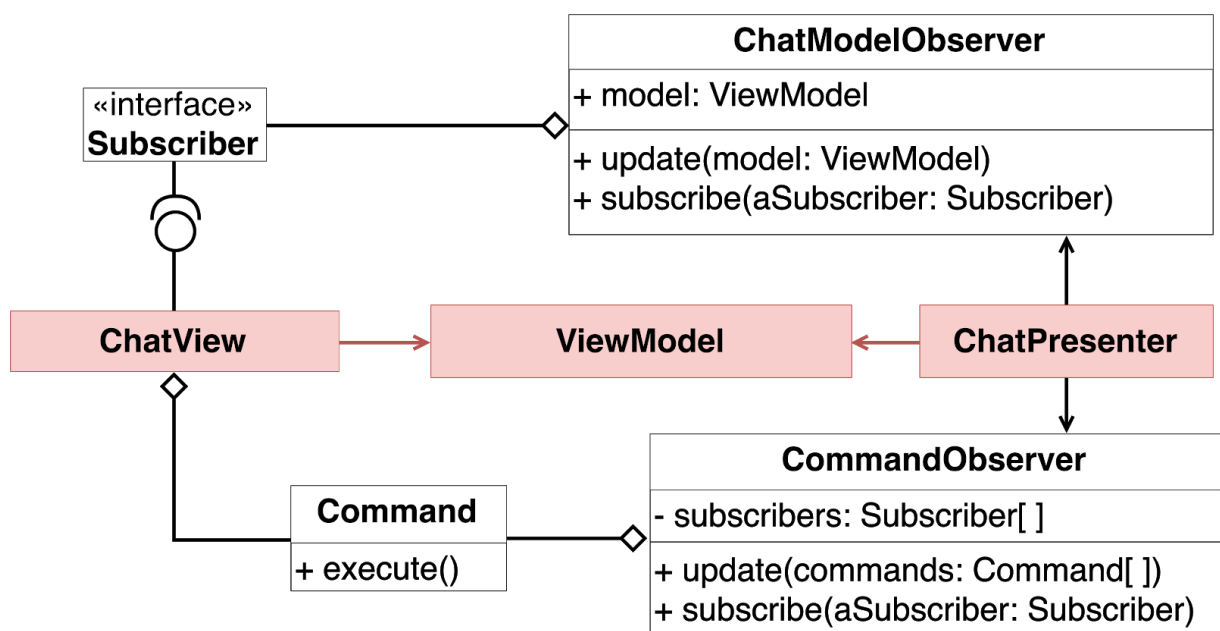 ChatModelObserver
+ model: ViewModel
+ update(model: ViewModel)
+ subscribe(aSubscriber: Subscriber)
«interface»
Subscriber
ChatView
ViewModel
ChatPresenter
Command
+ execute()
CommandObserver
- subscribers: Subscriber[ ]
+ update(commands: Command[ ])
+ subscribe(aSubscriber: Subscriber)